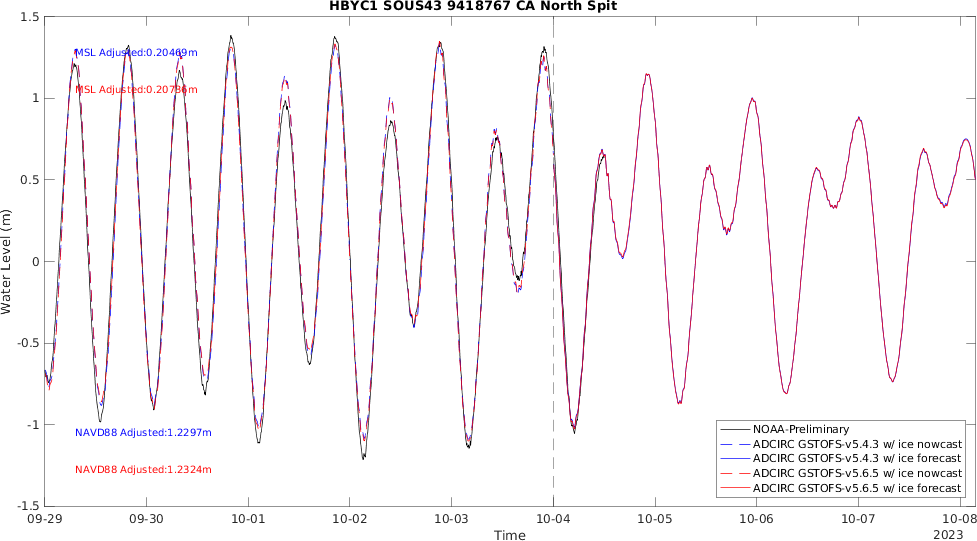 HBYC1 SOUS43 9418767 CA North Spit
1.5
1
0.5
0
-0.5
-1
-1.5
Water Level (m)
MSL Adjusted:0.20469m
MSL Adjusted:0.20736m
NAVD88 Adjusted:1.2297m
NAVD88 Adjusted:1.2324m
NOAA-Preliminary
ADCIRC GSTOFS-v5.4.3 w/ ice nowcast
ADCIRC GSTOFS-v5.4.3 w/ ice forecast
ADCIRC GSTOFS-v5.6.5 w/ ice nowcast
ADCIRC GSTOFS-v5.6.5 w/ ice forecast
09-29 09-30 10-01 10-02 10-03 10-04 10-05 10-06 10-07 10-08
Time
2023